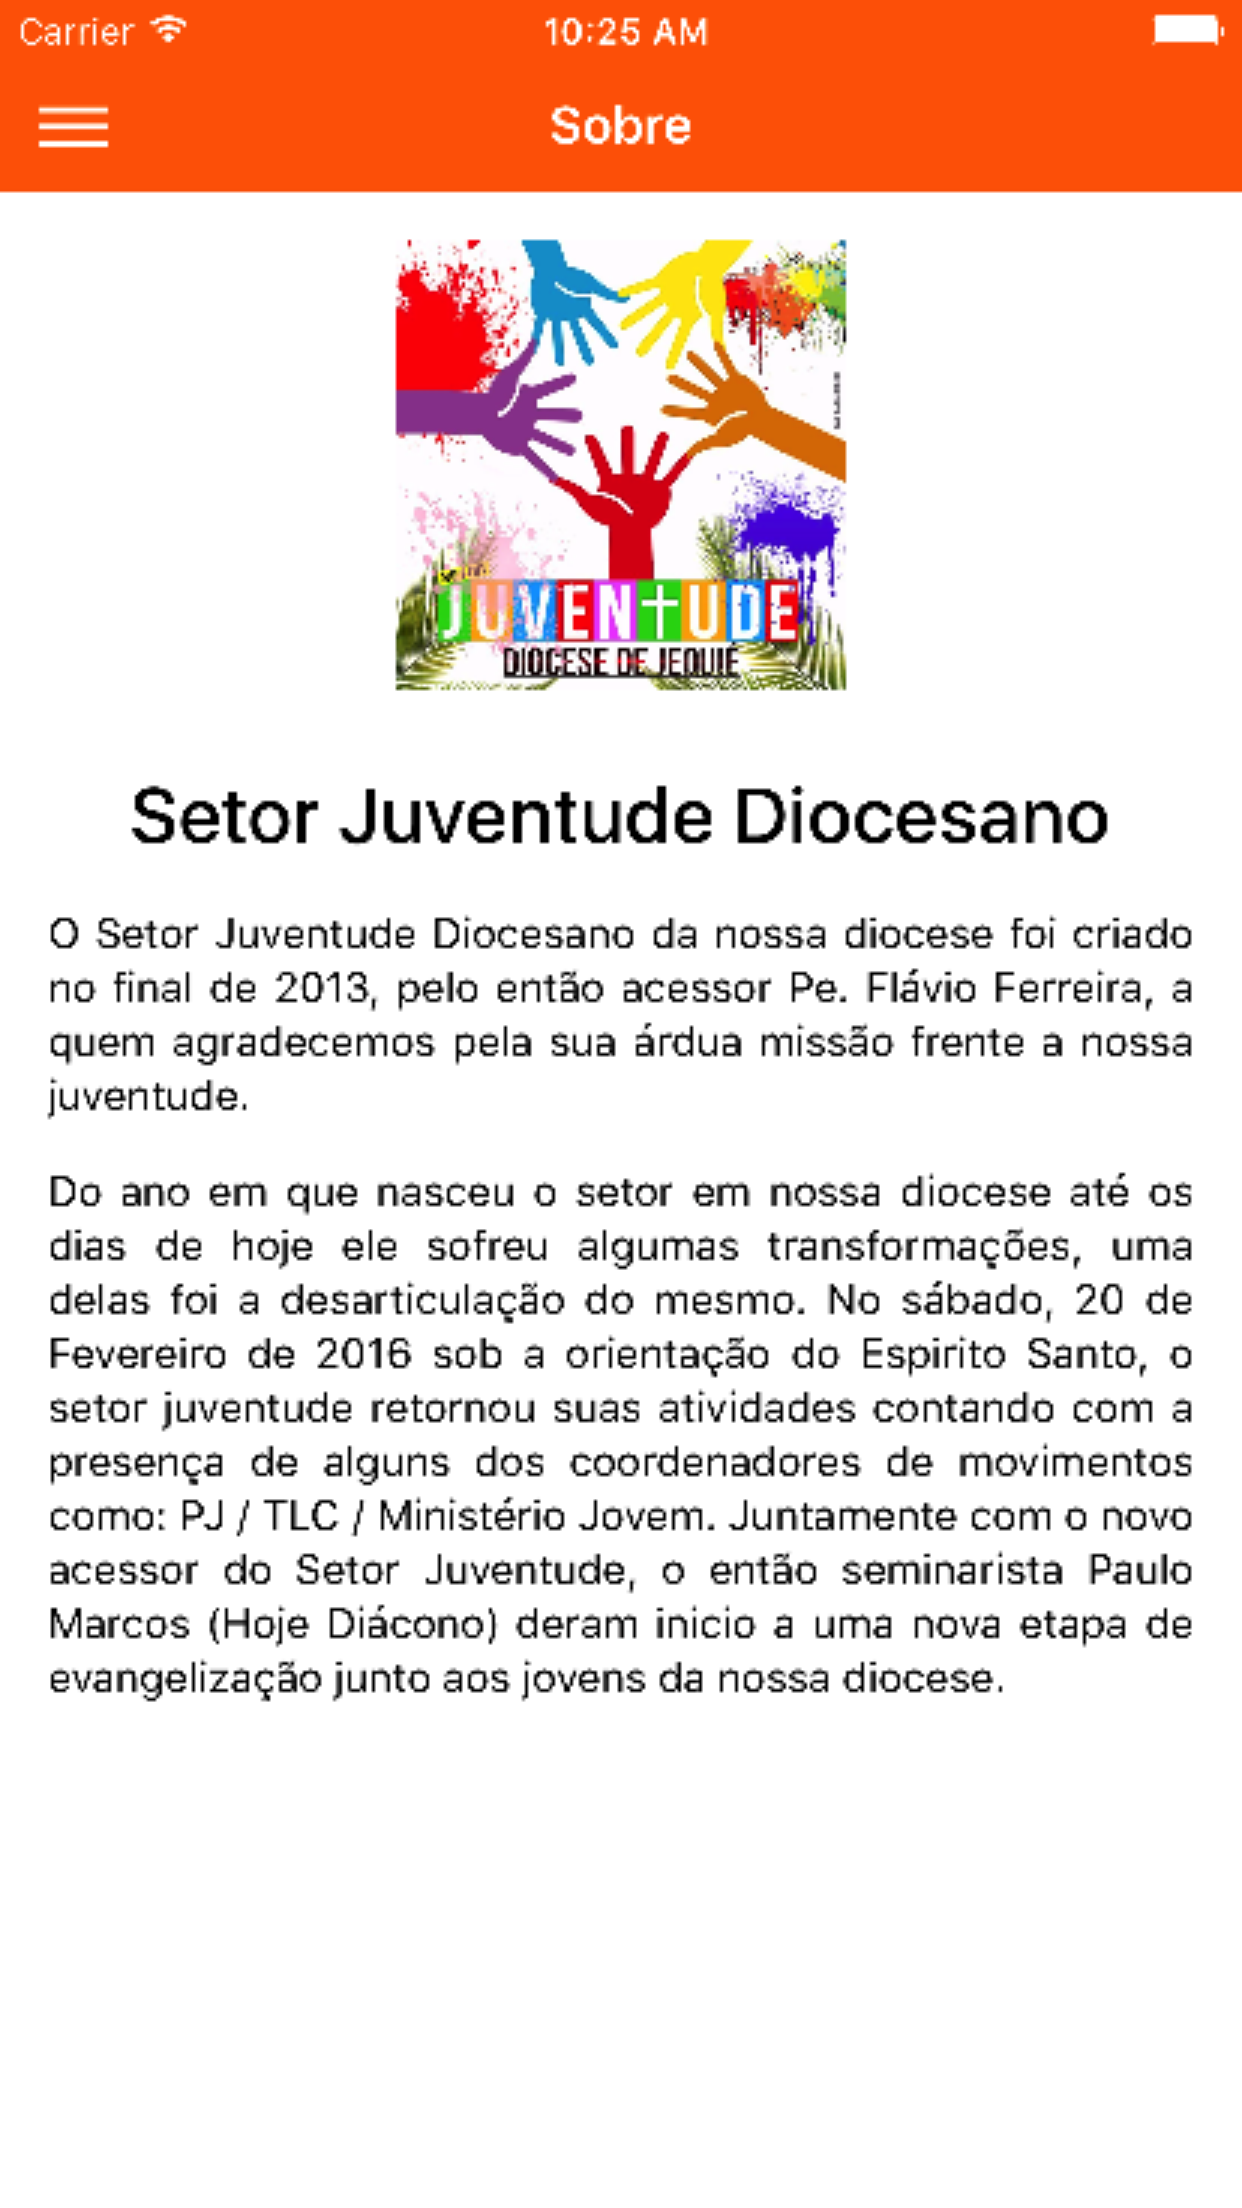 Carrier
10:25 AM
Sobre
JUVENTUDE
DIOCESE DE JEQUIÉ
Setor Juventude Diocesano
O Setor Juventude Diocesano da nossa diocese foi criado
no final de 2013, pelo então acessor Pe. Flávio Ferreira, a
quem agradecemos pela sua árdua missão frente a nossa
juventude.
Do ano em que nasceu o setor em nossa diocese até os
dias de hoje ele sofreu algumas transformações, uma
delas foi a desarticulação do mesmo. No sábado, 20 de
Fevereiro de 2016 sob a orientação do Espirito Santo, o
setor juventude retornou suas atividades contando com a
presença de alguns dos coordenadores de movimentos
como: PJ / TLC / Ministério Jovem. Juntamente com o novo
acessor do Setor Juventude, o então seminarista Paulo
Marcos (Hoje Diácono) deram inicio a uma nova etapa de
evangelização junto aos jovens da nossa diocese.